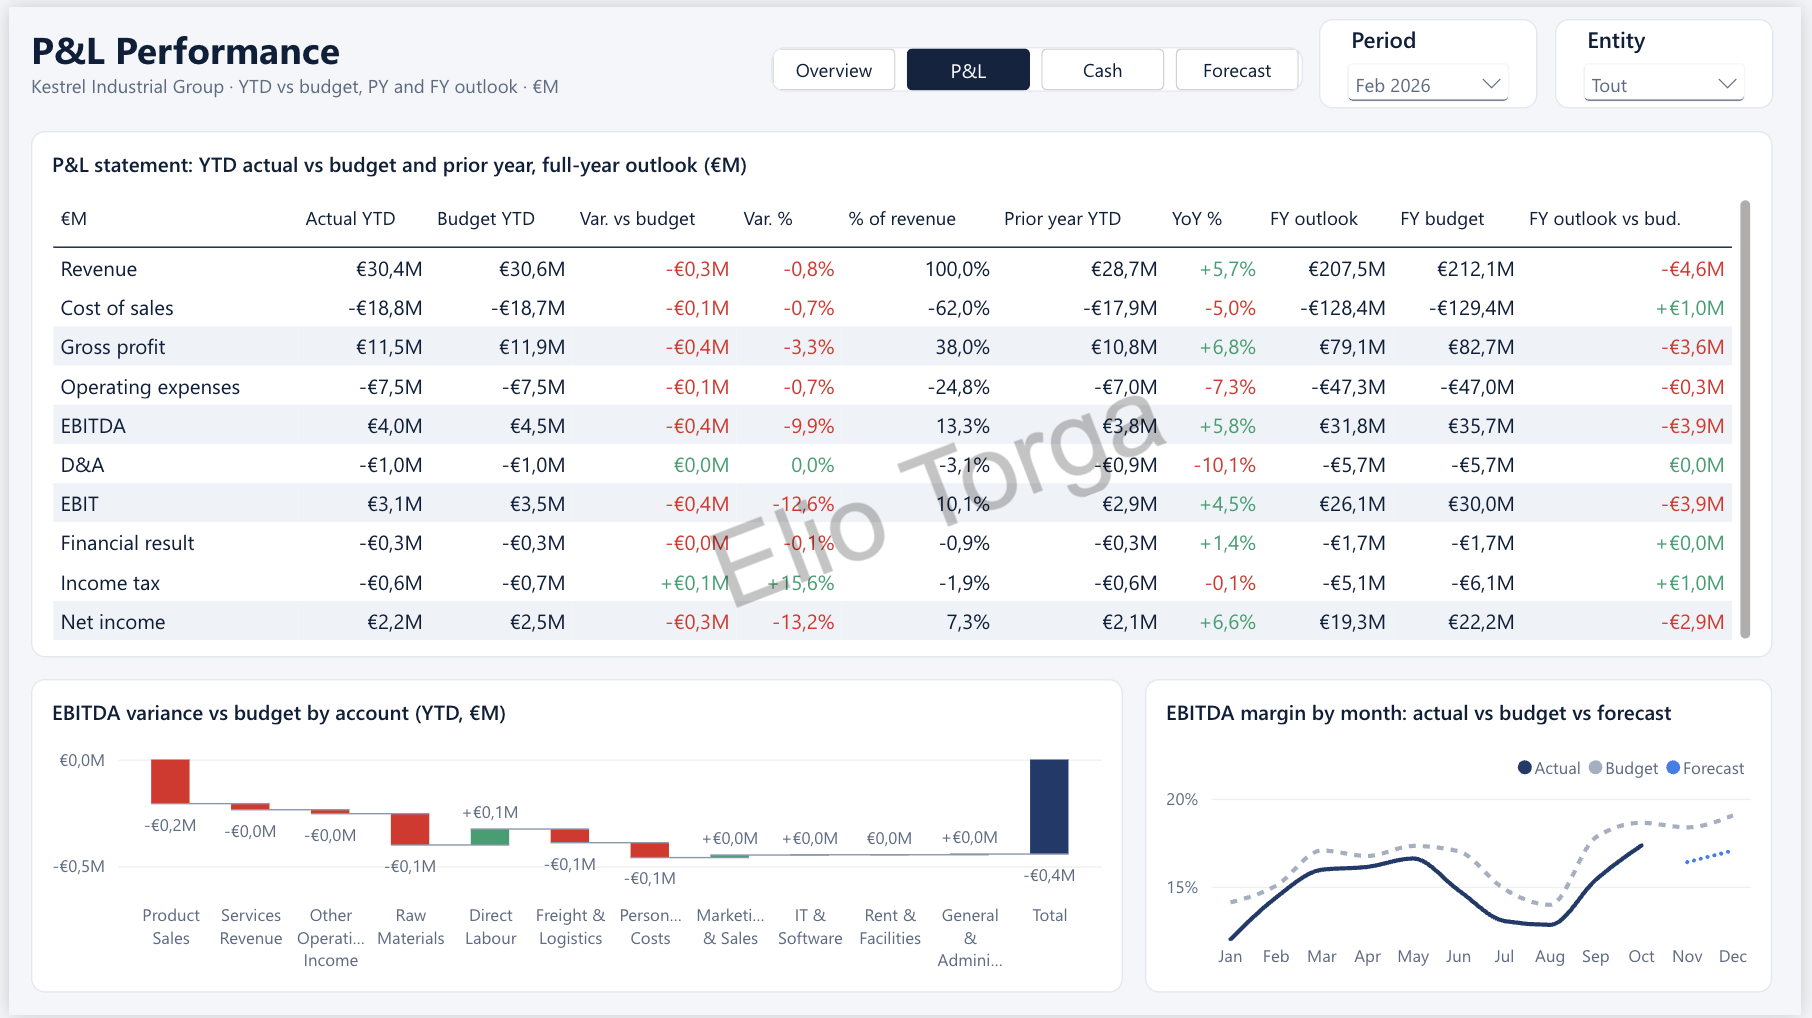 P&L Performance
Kestrel Industrial Group · YTD vs budget, PY and FY outlook · €M
Overview P&L Cash Forecast
Period
Feb 2026
Entity
Tout
P&L statement: YTD actual vs budget and prior year, full-year outlook (€M)
€M Actual YTD Budget YTD Var. vs budget Var. % % of revenue Prior year YTD YoY % FY outlook FY budget FY outlook vs bud.
Revenue €30,4M €30,6M -€0,3M -0,8% 100,0% €28,7M +5,7% €207,5M €212,1M -€4,6M
Cost of sales -€18,8M -€18,7M -€0,1M -0,7% -62,0% -€17,9M -5,0% -€128,4M -€129,4M +€1,0M
Gross profit €11,5M €11,9M -€0,4M -3,3% 38,0% €10,8M +6,8% €79,1M €82,7M -€3,6M
Operating expenses -€7,5M -€7,5M -€0,1M -0,7% -24,8% -€7,0M -7,3% -€47,3M -€47,0M -€0,3M
EBITDA €4,0M €4,5M -€0,4M -9,9% 13,3% €3,8M +5,8% €31,8M €35,7M -€3,9M
D&A -€1,0M -€1,0M €0,0M 0,0% -3,1% -€0,9M -10,1% -€5,7M -€5,7M €0,0M
EBIT €3,1M €3,5M -€0,4M -12,6% 10,1% €2,9M +4,5% €26,1M €30,0M -€3,9M
Financial result -€0,3M -€0,3M -€0,0M -0,1% -0,9% -€0,3M +1,4% -€1,7M -€1,7M +€0,0M
Income tax -€0,6M -€0,7M +€0,1M +15,6% -1,9% -€0,6M -0,1% -€5,1M -€6,1M +€1,0M
Net income €2,2M €2,5M -€0,3M -13,2% 7,3% €2,1M +6,6% €19,3M €22,2M -€2,9M
Elio Torga
EBITDA variance vs budget by account (YTD, €M)
€0,0M
-€0,5M
-€0,2M -€0,0M -€0,0M -€0,1M +€0,1M -€0,1M -€0,1M +€0,0M +€0,0M €0,0M +€0,0M -€0,4M
Product Services Other Raw Direct Freight & Person... Marketi... IT & Rent & General Total
Sales Revenue Operati... Materials Labour Logistics Costs & Sales Software Facilities &
Income Admini...
EBITDA margin by month: actual vs budget vs forecast
Actual Budget Forecast
20%
15%
Jan Feb Mar Apr May Jun Jul Aug Sep Oct Nov Dec